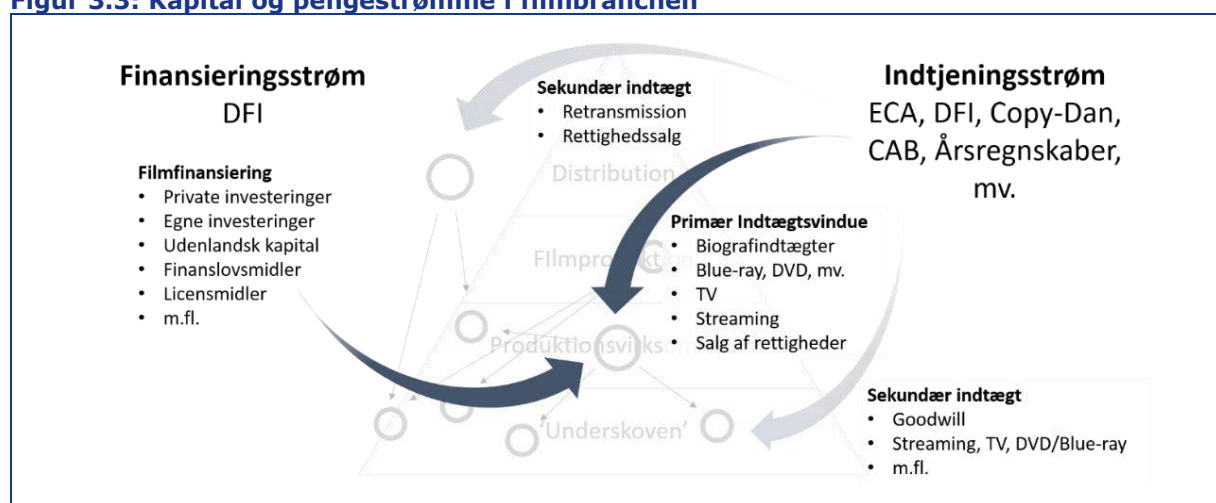 Figur 3.3: Kapital og pengestrømme i filmbranchen
Finansieringsstrøm
DFI
Filmfinansiering
• Private investeringer
• Egne investeringer
• Udenlandsk kapital
• Finanslovsmidler
• Licensmidler
• m.fl.
Sekundær indtægt
• Retransmission
• Rettighedssalg
Distribution
Primær Indtægtsvindue
• Biografindtægter
• Blue-ray, DVD, mv.
• TV
• Streaming
• Salg af rettigheder
'Underskoven'
Indtjeningsstrøm
ECA, DFI, Copy-Dan,
CAB, Årsregnskaber,
mv.
Sekundær indtægt
• Goodwill
• Streaming, TV, DVD/Blue-ray
• m.fl.